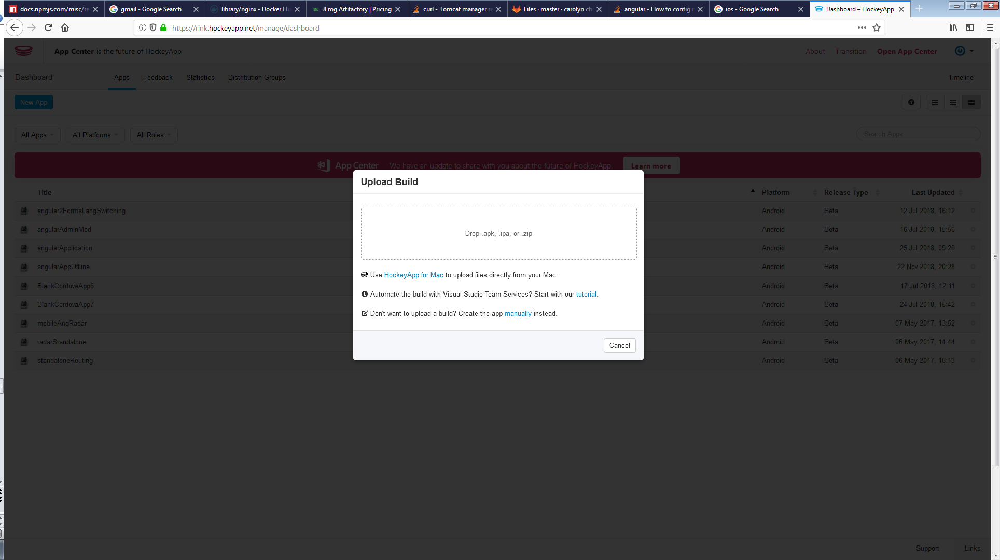 docs.npmjs.com/misc/re
gmail - Google Search
library/nginx - Docker Hu
JFrog Artifactory | Pricing
curl - Tomcat manager re
Files · master · carolyn ch
angular - How to config r
ios - Google Search
Dashboard – HockeyApp
https://rink.hockeyapp.net/manage/dashboard
App Center is the future of HockeyApp
About Transition Open App Center
Dashboard Apps Feedback Statistics Distribution Groups Timeline
New App
All Apps All Platforms All Roles Search Apps
App Center We have an update to share with you about the future of HockeyApp. Learn more
Upload Build
Drop .apk, .ipa, or .zip
Use HockeyApp for Mac to upload files directly from your Mac.
Automate the build with Visual Studio Team Services? Start with our tutorial.
Don't want to upload a build? Create the app manually instead.
Cancel
Title Platform Release Type Last Updated
angular2FormsLangSwitching Android Beta 12 Jul 2018, 16:12
angularAdminMod Android Beta 16 Jul 2018, 15:56
angularApplication Android Beta 25 Jul 2018, 09:29
angularAppOffline Android Beta 22 Nov 2018, 20:28
BlankCordovaApp6 Android Beta 17 Jul 2018, 12:11
BlankCordovaApp7 Android Beta 24 Jul 2018, 15:42
mobileAngRadar Android Beta 07 May 2017, 13:52
radarStandalone Android Beta 06 May 2017, 14:44
standaloneRouting Android Beta 06 May 2017, 16:13
Support Links